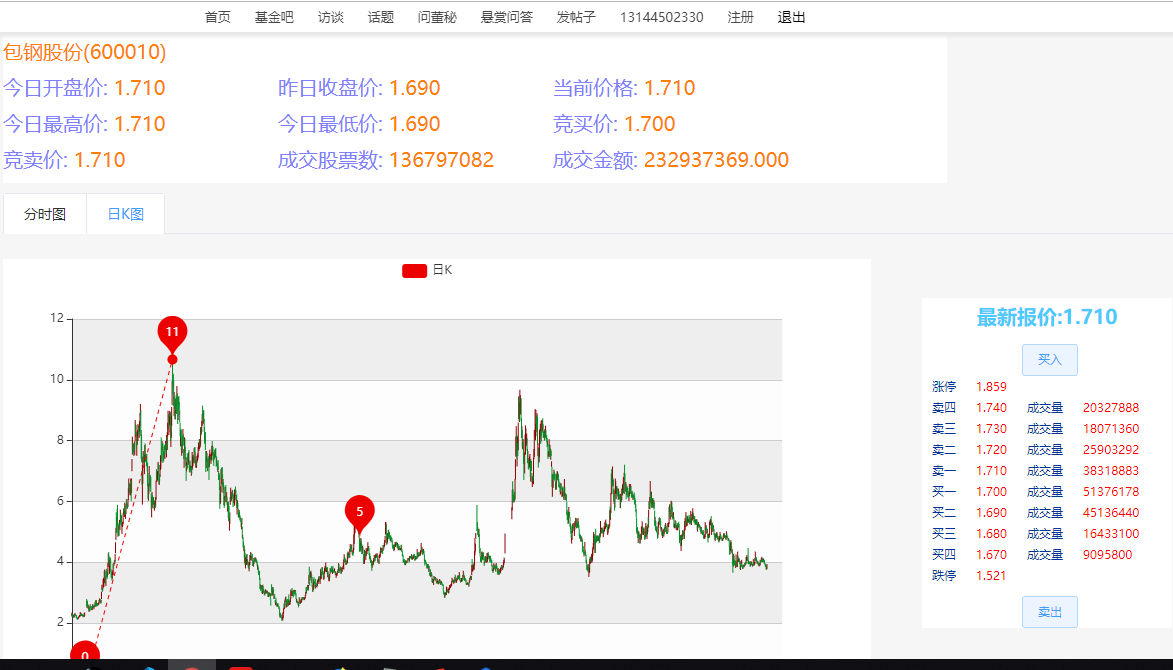 首页 基金吧 访谈 话题 问董秘 悬赏问答 发帖子 13144502330 注册 退出
包钢股份(600010)
今日开盘价: 1.710 昨日收盘价: 1.690 当前价格: 1.710
今日最高价: 1.710 今日最低价: 1.690 竞买价: 1.700
竞卖价: 1.710 成交股票数: 136797082 成交金额: 232937369.000
分时图 日K图
日K
12
11
10
8
6
5
4
2
0
最新报价:1.710
买入
涨停 1.859
卖四 1.740 成交量 20327888
卖三 1.730 成交量 18071360
卖二 1.720 成交量 25903292
卖一 1.710 成交量 38318883
买一 1.700 成交量 51376178
买二 1.690 成交量 45136440
买三 1.680 成交量 16433100
买四 1.670 成交量 9095800
跌停 1.521
卖出